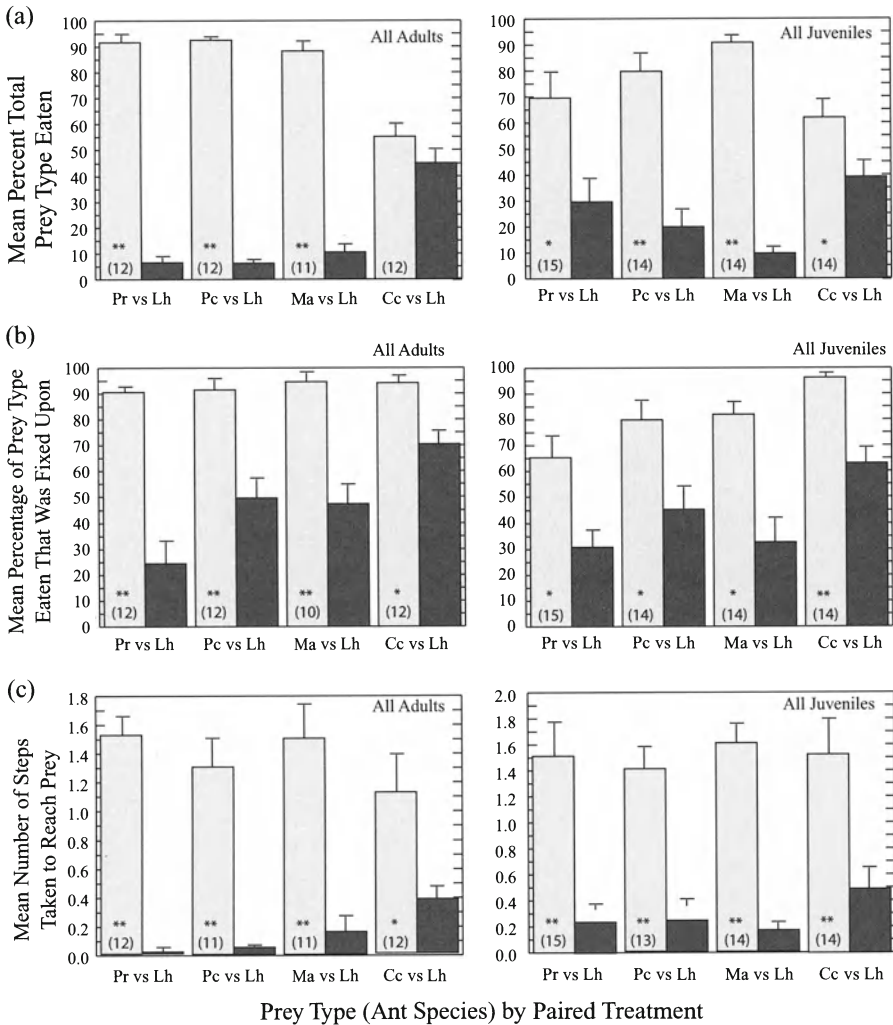 (a)
All Adults
All Juveniles
Mean Percent Total
Prey Type Eaten
100
90
80
70
60
50
40
30
20
10
0
**
(12)
**
(12)
**
(11)
(12)
Pr vs Lh
Pc vs Lh
Ma vs Lh
Cc vs Lh
100
90
80
70
60
50
40
30
20
10
0
*
(15)
**
(14)
**
(14)
*
(14)
Pr vs Lh
Pc vs Lh
Ma vs Lh
Cc vs Lh
(b)
All Adults
All Juveniles
Mean Percentage of Prey Type
Eaten That Was Fixed Upon
100
90
80
70
60
50
40
30
20
10
0
**
(12)
**
(12)
**
(10)
*
(12)
Pr vs Lh
Pc vs Lh
Ma vs Lh
Cc vs Lh
100
90
80
70
60
50
40
30
20
10
0
*
(15)
*
(14)
*
(14)
**
(14)
Pr vs Lh
Pc vs Lh
Ma vs Lh
Cc vs Lh
(c)
All Adults
All Juveniles
Mean Number of Steps
Taken to Reach Prey
1.8
1.6
1.4
1.2
1.0
0.8
0.6
0.4
0.2
0.0
**
(12)
**
(11)
**
(11)
*
(12)
Pr vs Lh
Pc vs Lh
Ma vs Lh
Cc vs Lh
2.0
1.8
1.6
1.4
1.2
1.0
0.8
0.6
0.4
0.2
0.0
**
(15)
**
(13)
**
(14)
**
(14)
Pr vs Lh
Pc vs Lh
Ma vs Lh
Cc vs Lh
Prey Type (Ant Species) by Paired Treatment